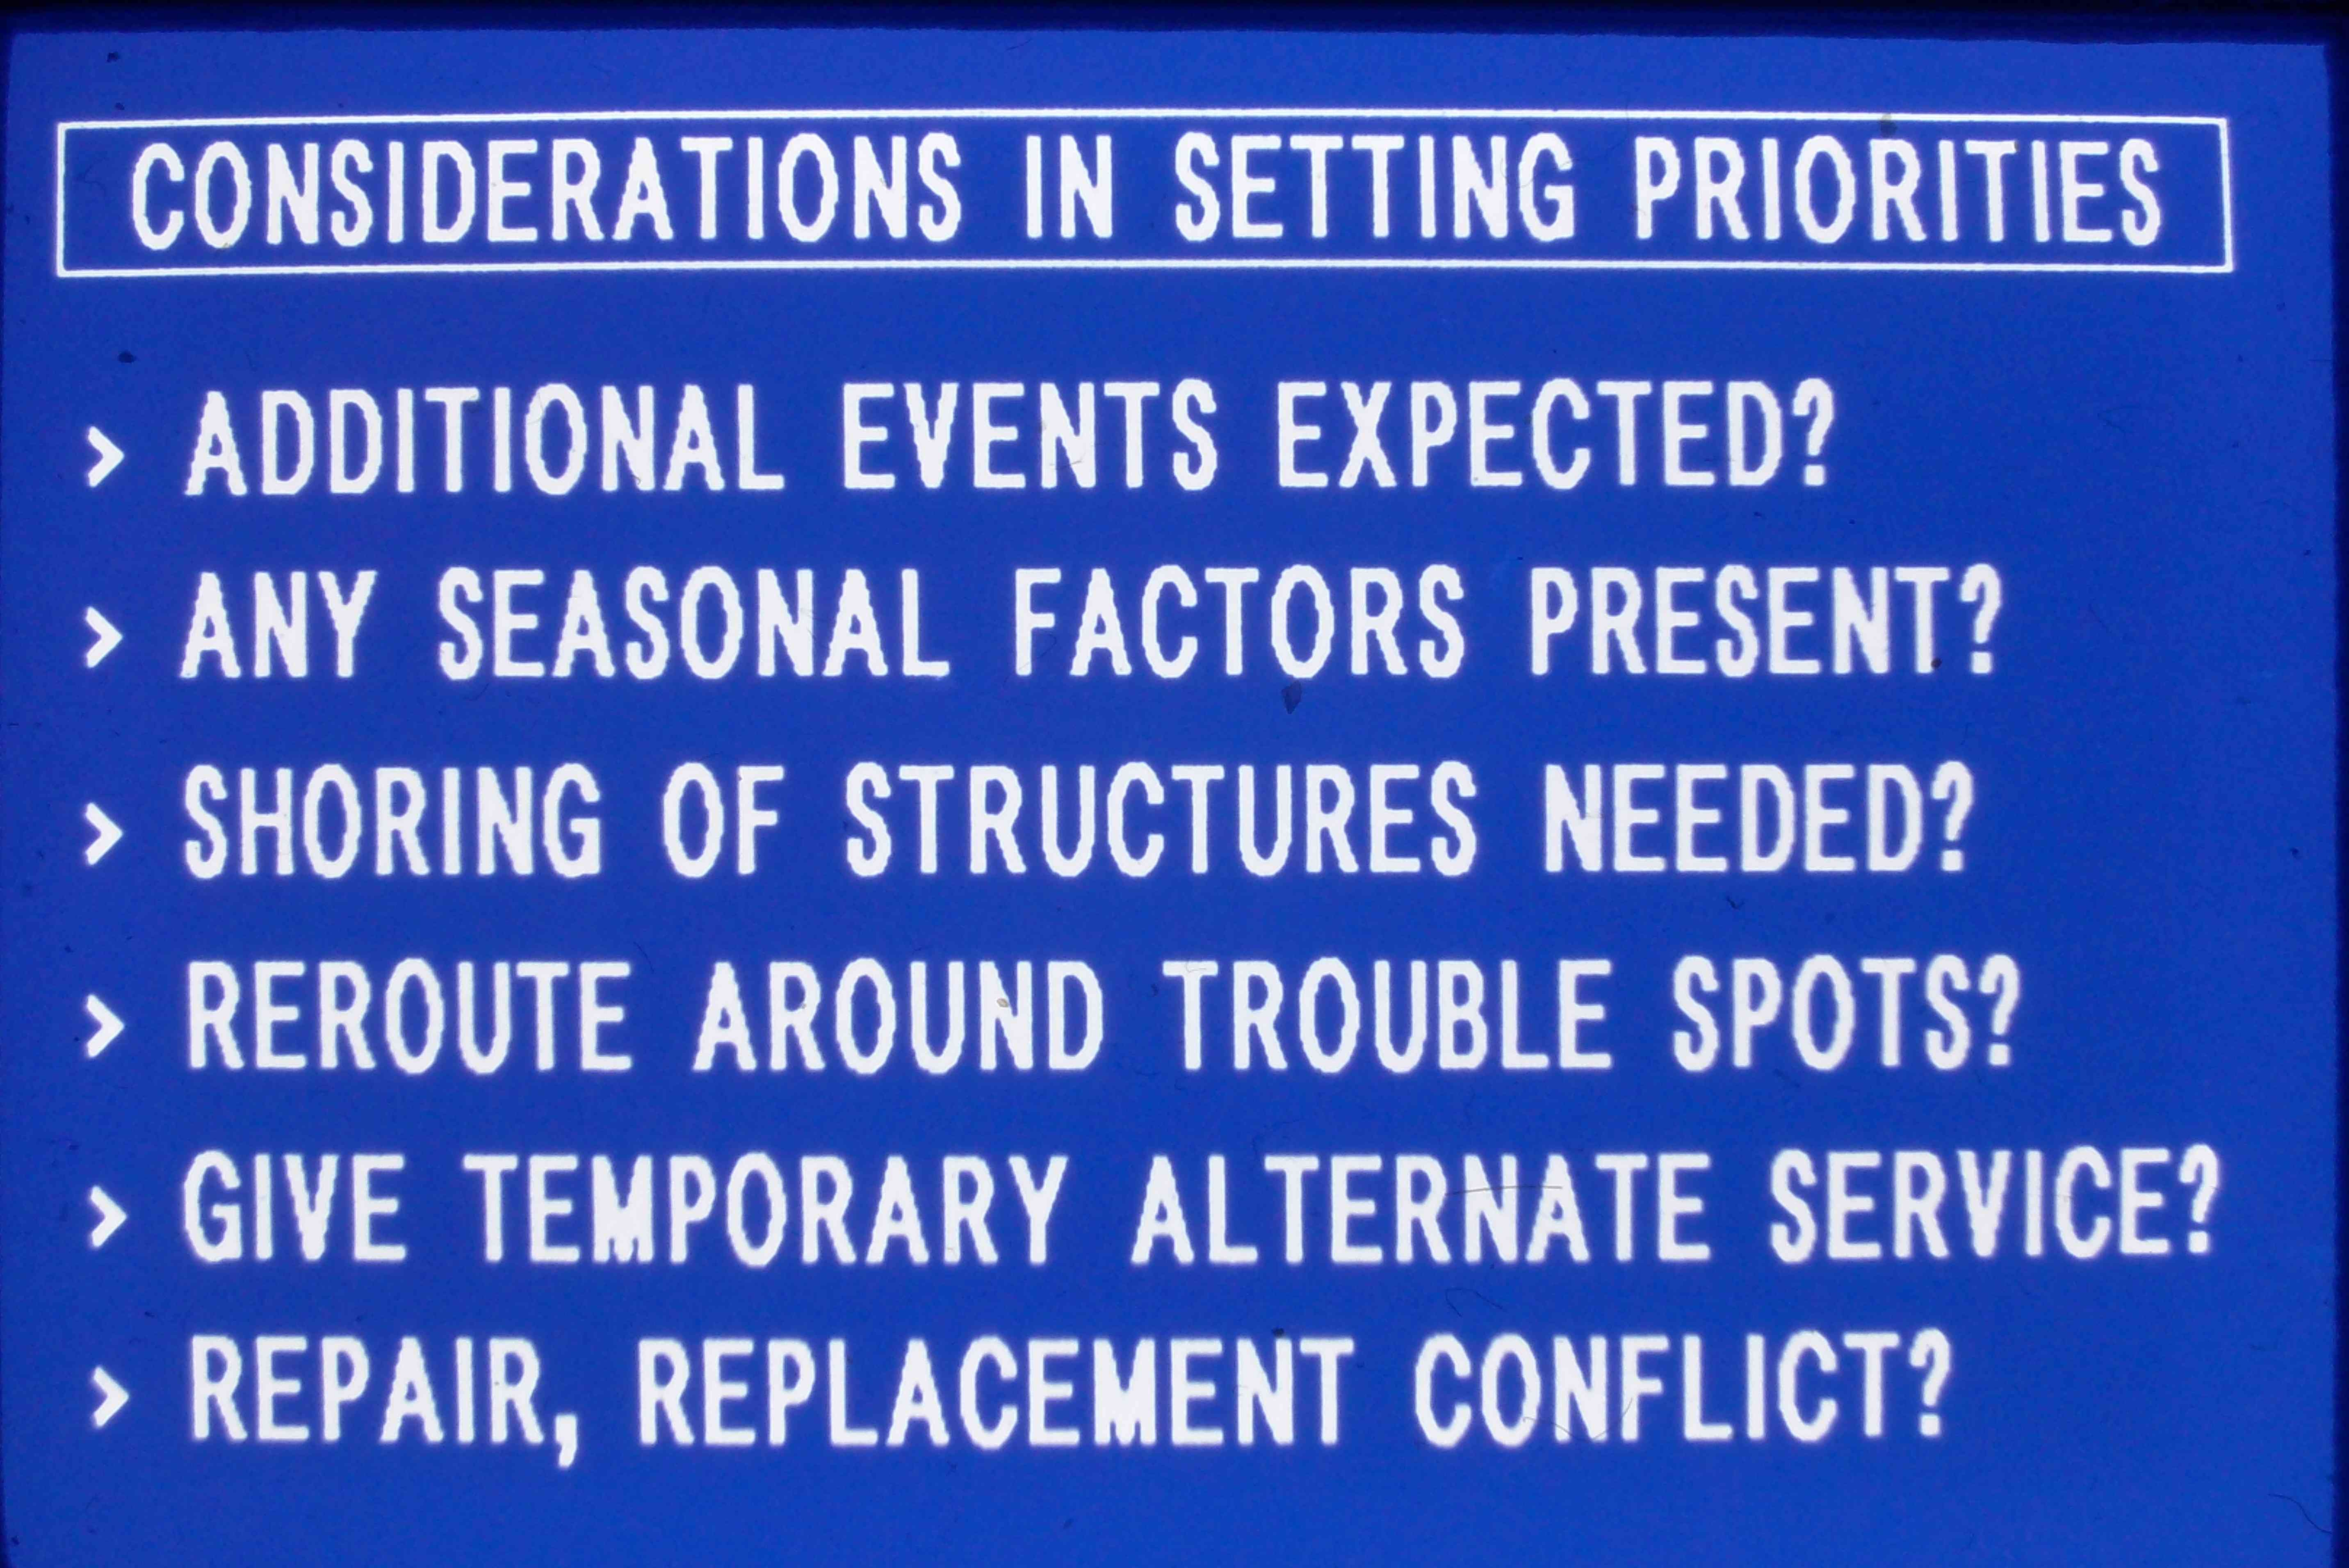 CONSIDERATIONS IN SETTING PRIORITIES
> ADDITIONAL EVENTS EXPECTED?
> ANY SEASONAL FACTORS PRESENT?
> SHORING OF STRUCTURES NEEDED?
> REROUTE AROUND TROUBLE SPOTS?
> GIVE TEMPORARY ALTERNATE SERVICE?
> REPAIR, REPLACEMENT CONFLICT?